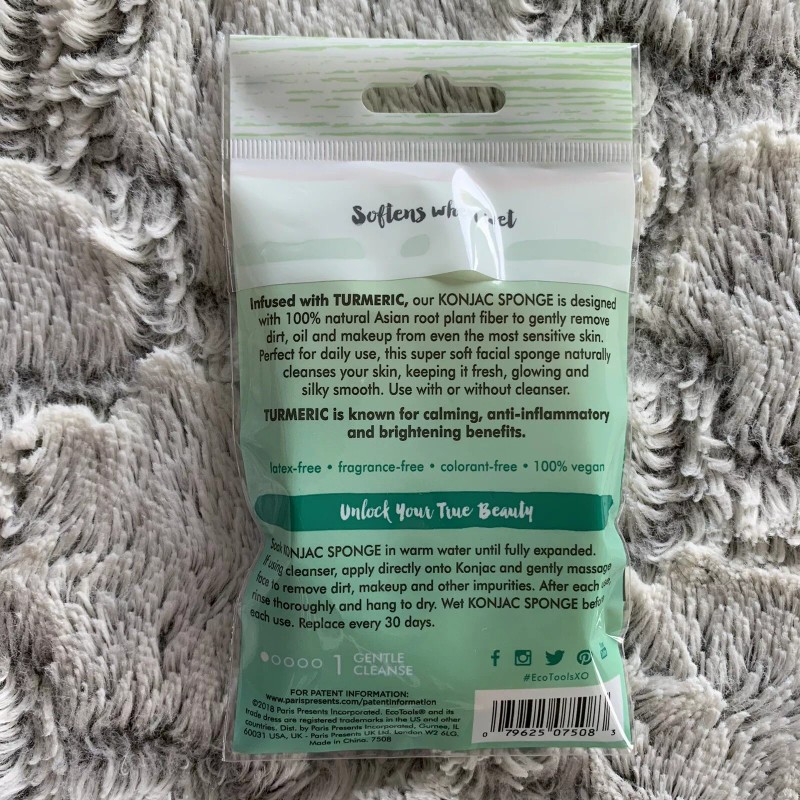 Softens wh wet
Infused with TURMERIC, our KONJAC SPONGE is designed
with 100% natural Asian root plant fiber to gently remove
dirt, oil and makeup from even the most sensitive skin.
Perfect for daily use, this super soft facial sponge naturally
cleanses your skin, keeping it fresh, glowing and
silky smooth. Use with or without cleanser.
TURMERIC is known for calming, anti-inflammatory
and brightening benefits.
latex-free • fragrance-free • colorant-free • 100% vegan
Unlock Your True Beauty
Soak KONJAC SPONGE in warm water until fully expanded.
If using cleanser, apply directly onto Konjac and gently massage
face to remove dirt, makeup and other impurities. After each use,
rinse thoroughly and hang to dry. Wet KONJAC SPONGE before
each use. Replace every 30 days.
1 GENTLE
CLEANSE
#EcoToolsXO
FOR PATENT INFORMATION:
www.parispresents.com/patentinformation
©2018 Paris Presents Incorporated. EcoTools® and its
trade dress are registered trademarks in the US and other
countries. Dist. by Paris Presents Incorporated, Gurnee, IL
60031 USA, UK - Paris Presents UK Ltd. London W2 6LG.
Made in China. 7508
0 79625 07508 3